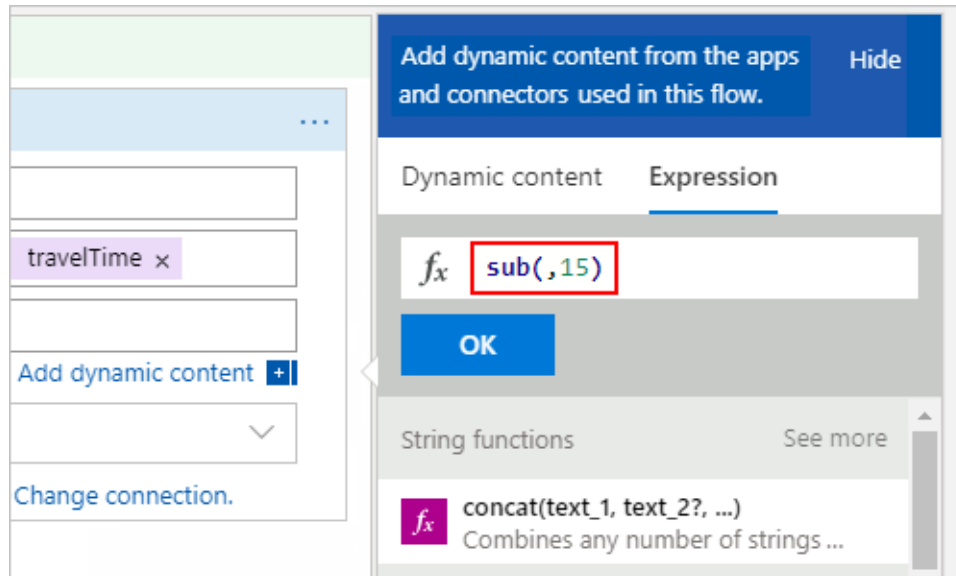 Add dynamic content from the apps
and connectors used in this flow.
Hide
...
Dynamic content
Expression
travelTime ×
fx
sub(,15)
OK
Add dynamic content +
String functions
See more
Change connection.
fx
concat(text_1, text_2?, ...)
Combines any number of strings ...